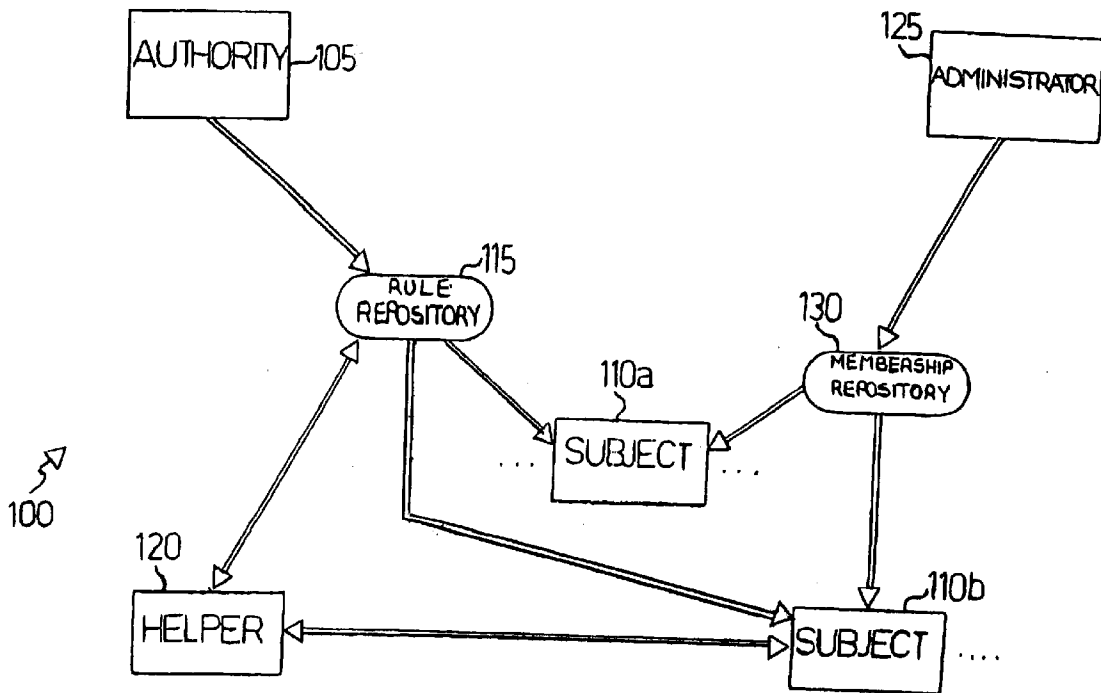 AUTHORITY
105
125
ADMINISTRATOR
115
RULE
REPOSITORY
130
MEMBERSHIP
REPOSITORY
110a
... SUBJECT ...
100
120
HELPER
110b
SUBJECT ....